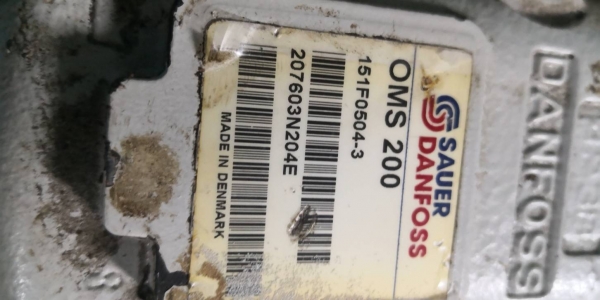 SAUER
DANFOSS
OMS 200
151F0504-3
207603N204E
MADE IN DENMARK
DANFOSS